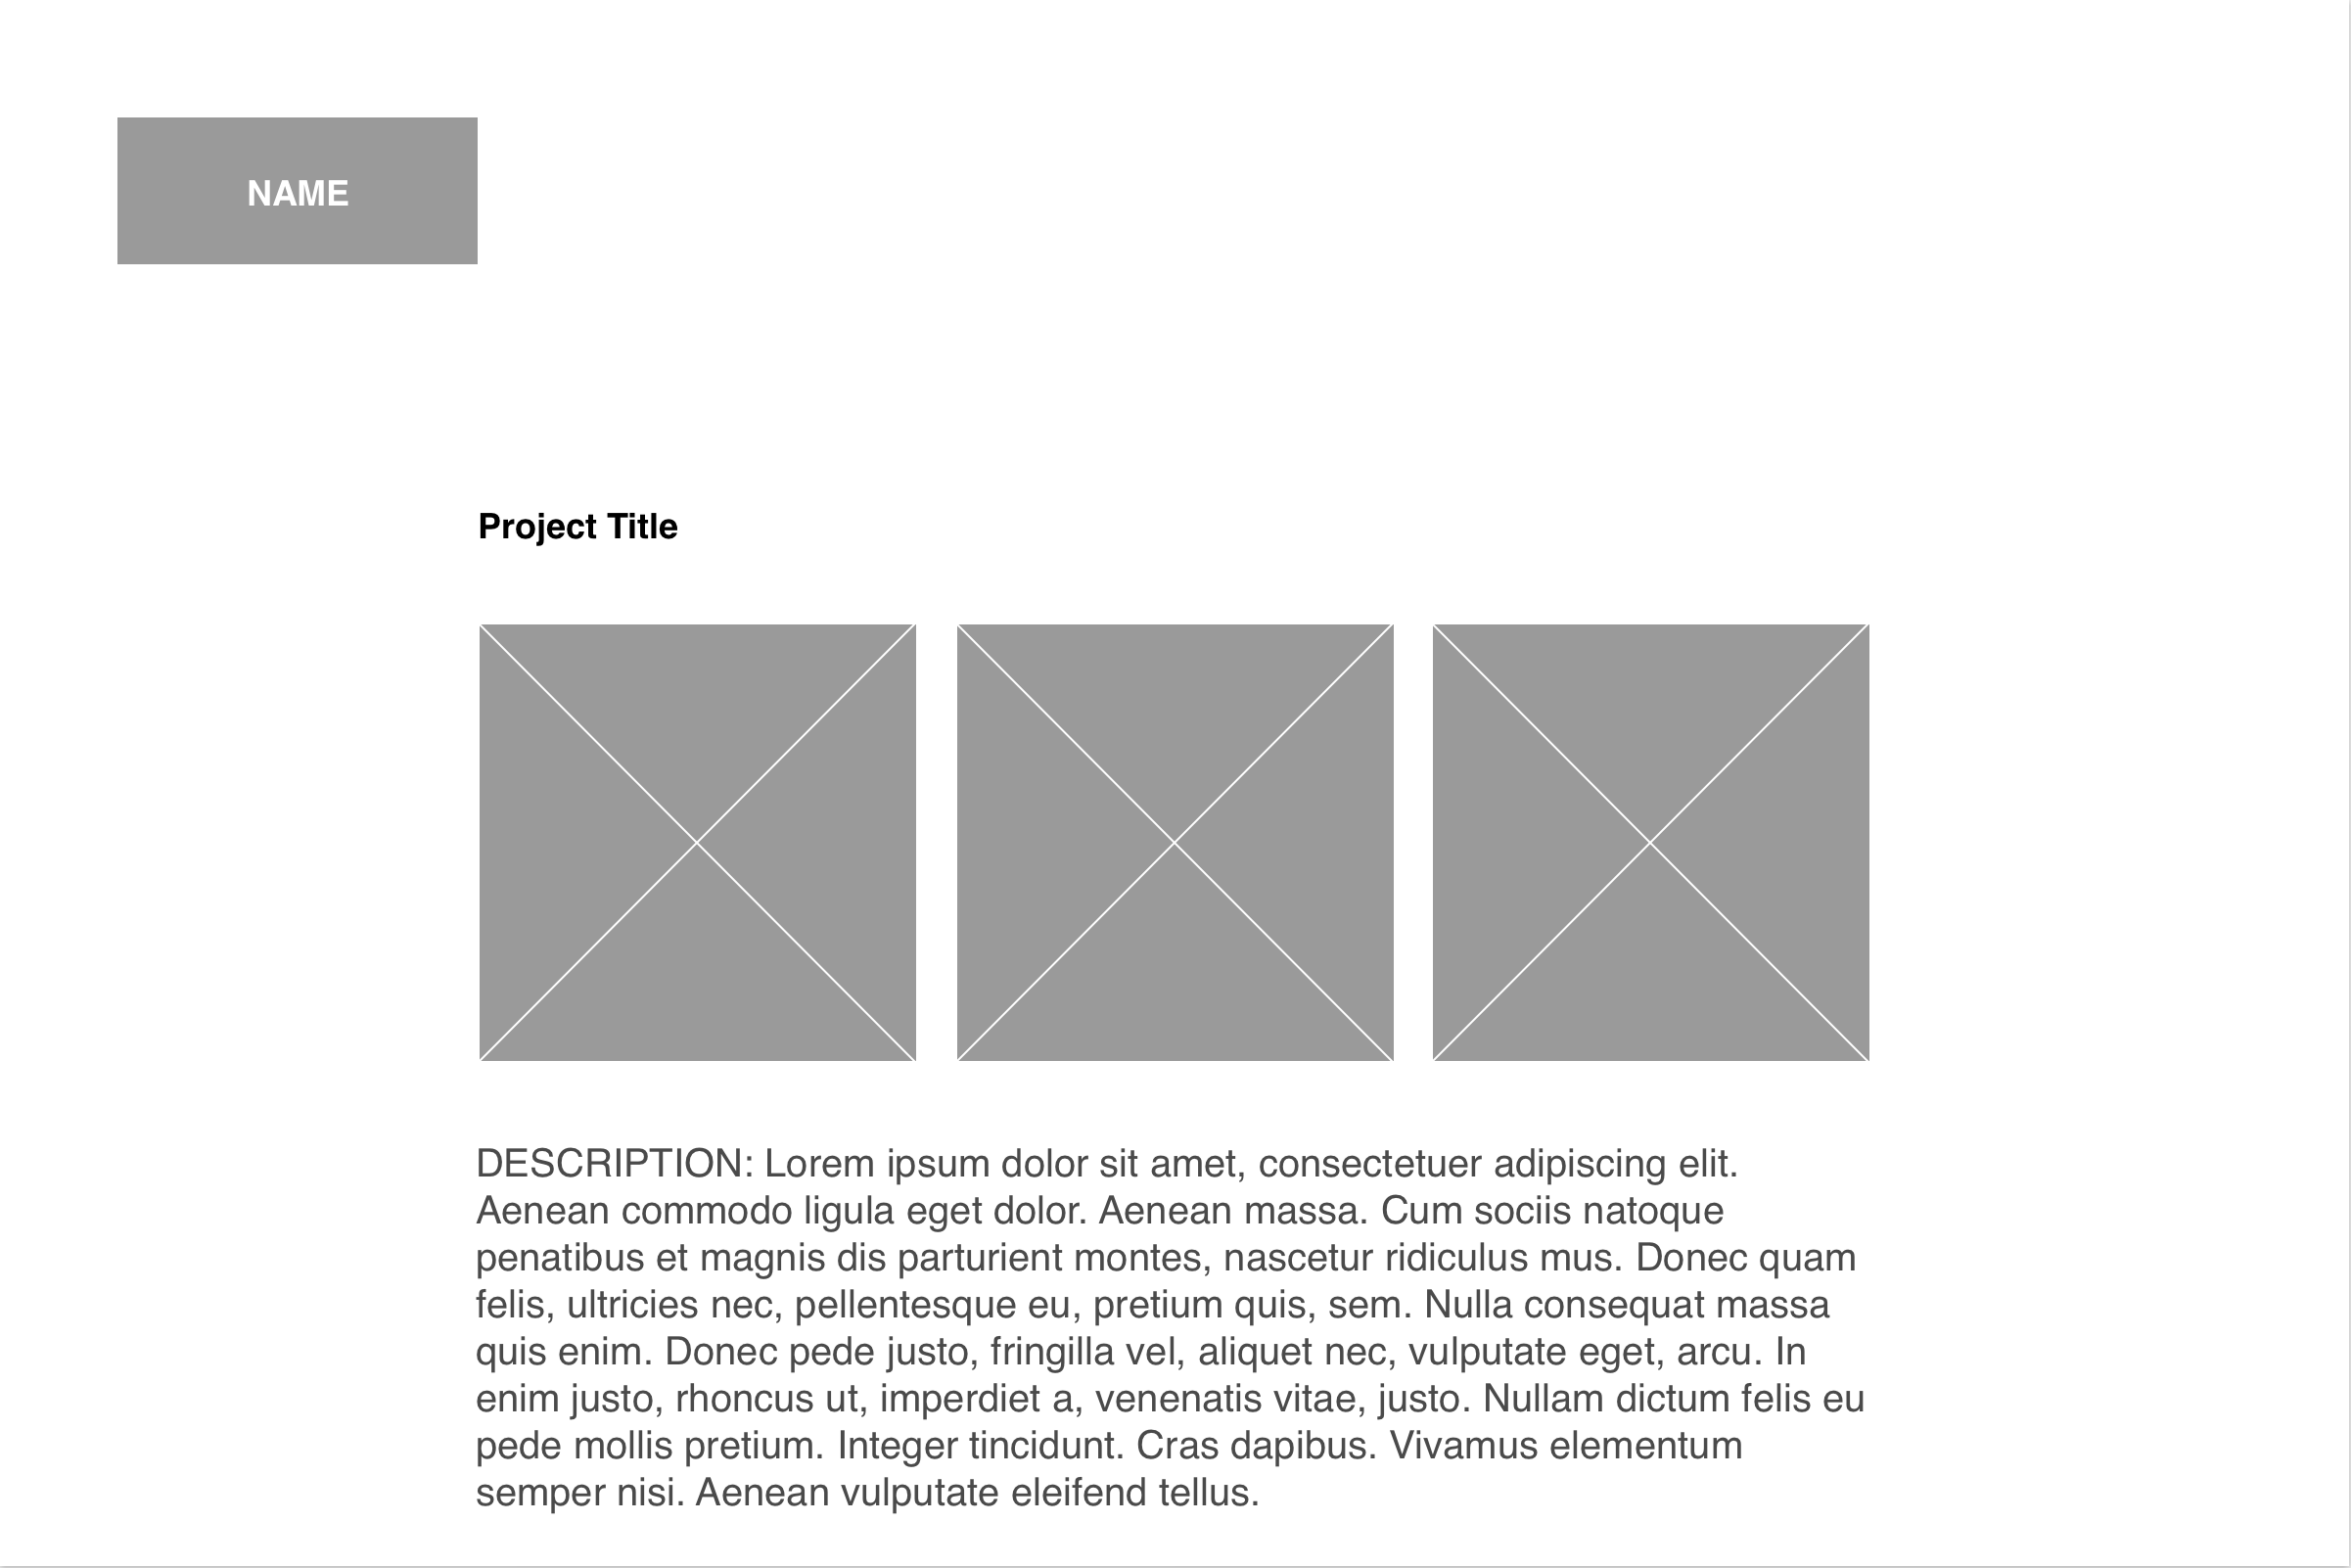 NAME
Project Title
DESCRIPTION: Lorem ipsum dolor sit amet, consectetuer adipiscing elit.
Aenean commodo ligula eget dolor. Aenean massa. Cum sociis natoque
penatibus et magnis dis parturient montes, nascetur ridiculus mus. Donec quam
felis, ultricies nec, pellentesque eu, pretium quis, sem. Nulla consequat massa
quis enim. Donec pede justo, fringilla vel, aliquet nec, vulputate eget, arcu. In
enim justo, rhoncus ut, imperdiet a, venenatis vitae, justo. Nullam dictum felis eu
pede mollis pretium. Integer tincidunt. Cras dapibus. Vivamus elementum
semper nisi. Aenean vulputate eleifend tellus.